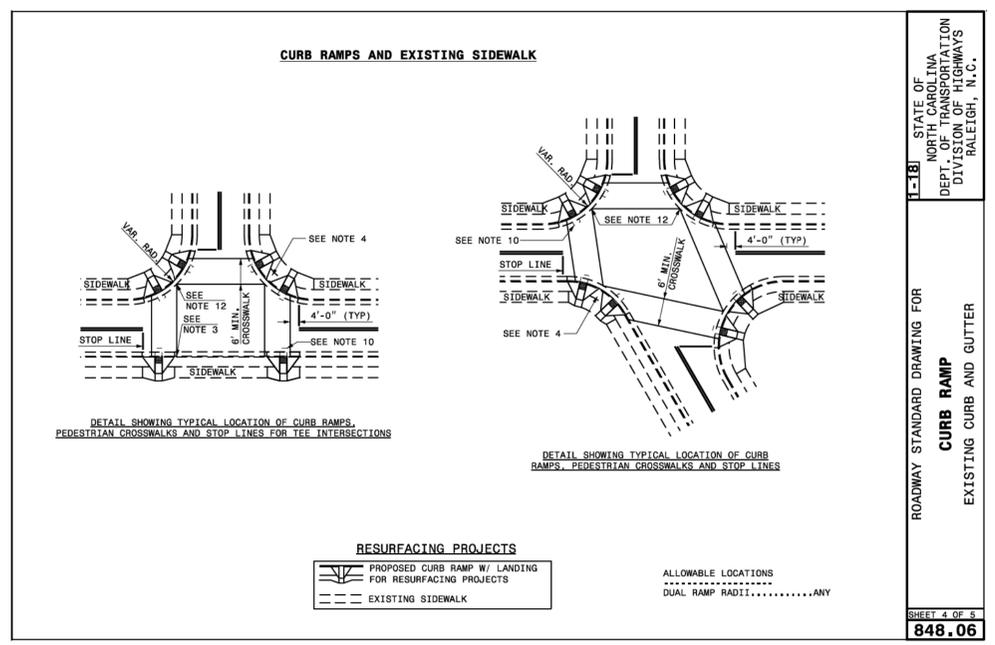 CURB RAMPS AND EXISTING SIDEWALK
VAR. RAD.
SIDEWALK
SEE NOTE 4
SIDEWALK
SEE
NOTE 12
SEE
NOTE 3
6' MIN.
CROSSWALK
4'-0" (TYP)
STOP LINE
SEE NOTE 10
SIDEWALK
DETAIL SHOWING TYPICAL LOCATION OF CURB RAMPS,
PEDESTRIAN CROSSWALKS AND STOP LINES FOR TEE INTERSECTIONS
VAR. RAD.
SIDEWALK
SIDEWALK
SEE NOTE 12
SEE NOTE 10
4'-0" (TYP)
STOP LINE
6' MIN.
CROSSWALK
SIDEWALK
SIDEWALK
SEE NOTE 4
DETAIL SHOWING TYPICAL LOCATION OF CURB
RAMPS, PEDESTRIAN CROSSWALKS AND STOP LINES
RESURFACING PROJECTS
PROPOSED CURB RAMP W/ LANDING
FOR RESURFACING PROJECTS
EXISTING SIDEWALK
ALLOWABLE LOCATIONS
DUAL RAMP RADII............ANY
1-18
STATE OF
NORTH CAROLINA
DEPT. OF TRANSPORTATION
DIVISION OF HIGHWAYS
RALEIGH, N.C.
ROADWAY STANDARD DRAWING FOR
CURB RAMP
EXISTING CURB AND GUTTER
SHEET 4 OF 5
848.06